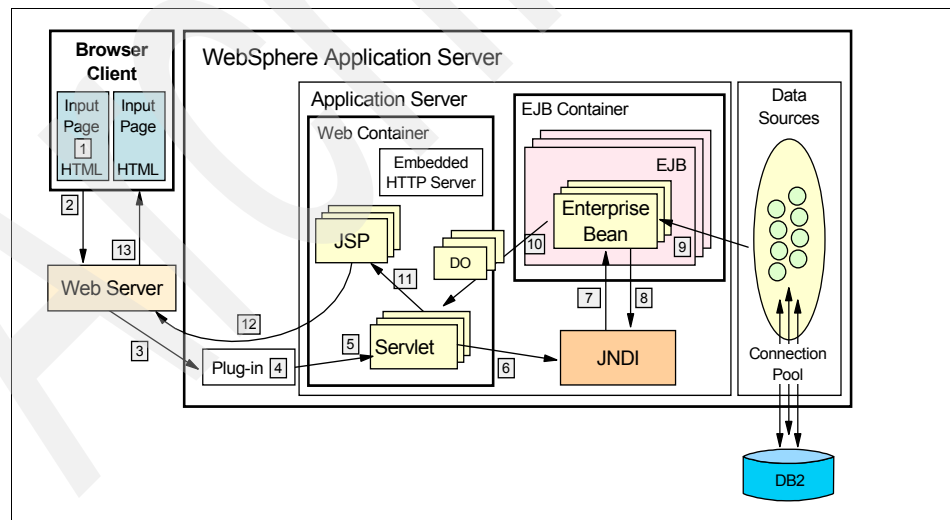 Browser
Client
Input
Page
1
HTML
Input
Page
HTML
2
13
Web Server
3
12
WebSphere Application Server
Plug-in 4
Application Server
Web Container
Embedded
HTTP Server
JSP
11
5
Servlet
6
DO
10
EJB Container
EJB
Enterprise
Bean
9
7
8
JNDI
Data
Sources
Connection
Pool
DB2